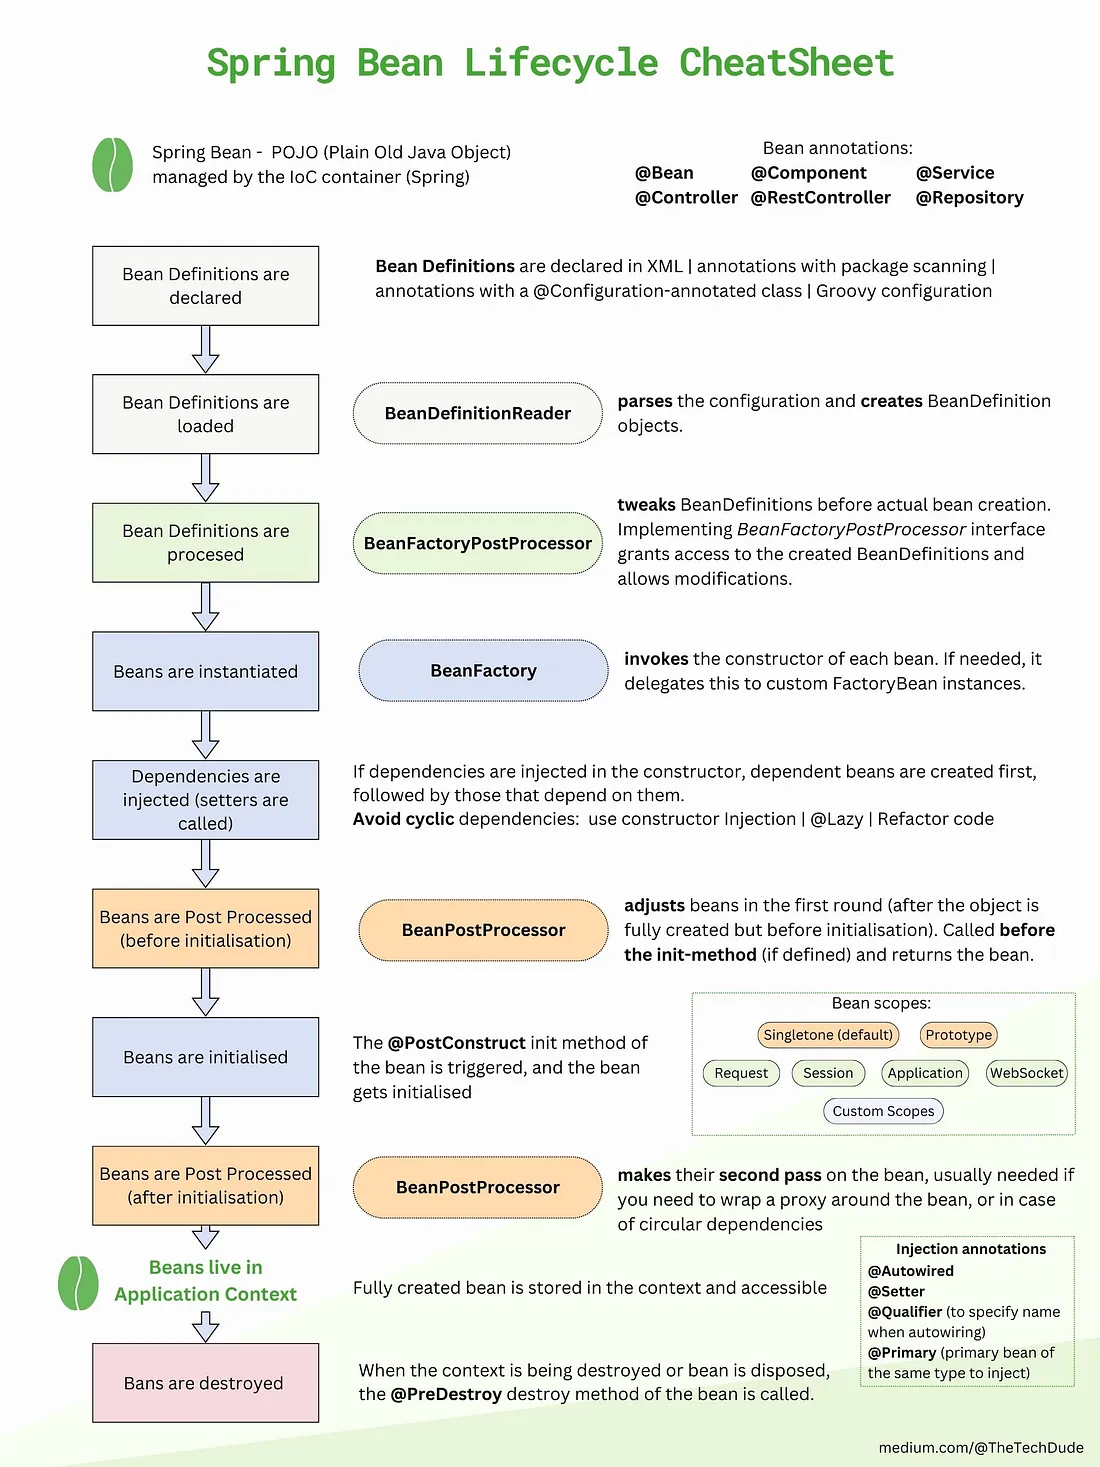 Spring Bean Lifecycle CheatSheet
Spring Bean - POJO (Plain Old Java Object)
managed by the IoC container (Spring)
Bean annotations:
@Bean @Component @Service
@Controller @RestController @Repository
Bean Definitions are
declared
Bean Definitions are declared in XML | annotations with package scanning |
annotations with a @Configuration-annotated class | Groovy configuration
Bean Definitions are
loaded
BeanDefinitionReader
parses the configuration and creates BeanDefinition
objects.
Bean Definitions are
procesed
BeanFactoryPostProcessor
tweaks BeanDefinitions before actual bean creation.
Implementing BeanFactoryPostProcessor interface
grants access to the created BeanDefinitions and
allows modifications.
Beans are instantiated
BeanFactory
invokes the constructor of each bean. If needed, it
delegates this to custom FactoryBean instances.
Dependencies are
injected (setters are
called)
If dependencies are injected in the constructor, dependent beans are created first,
followed by those that depend on them.
Avoid cyclic dependencies: use constructor Injection | @Lazy | Refactor code
Beans are Post Processed
(before initialisation)
BeanPostProcessor
adjusts beans in the first round (after the object is
fully created but before initialisation). Called before
the init-method (if defined) and returns the bean.
Beans are initialised
The @PostConstruct init method of
the bean is triggered, and the bean
gets initialised
Bean scopes:
Singletone (default) Prototype
Request Session Application WebSocket
Custom Scopes
Beans are Post Processed
(after initialisation)
BeanPostProcessor
makes their second pass on the bean, usually needed if
you need to wrap a proxy around the bean, or in case
of circular dependencies
Beans live in
Application Context
Fully created bean is stored in the context and accessible
Injection annotations
@Autowired
@Setter
@Qualifier (to specify name
when autowiring)
@Primary (primary bean of
the same type to inject)
Bans are destroyed
When the context is being destroyed or bean is disposed,
the @PreDestroy destroy method of the bean is called.
medium.com/@TheTechDude